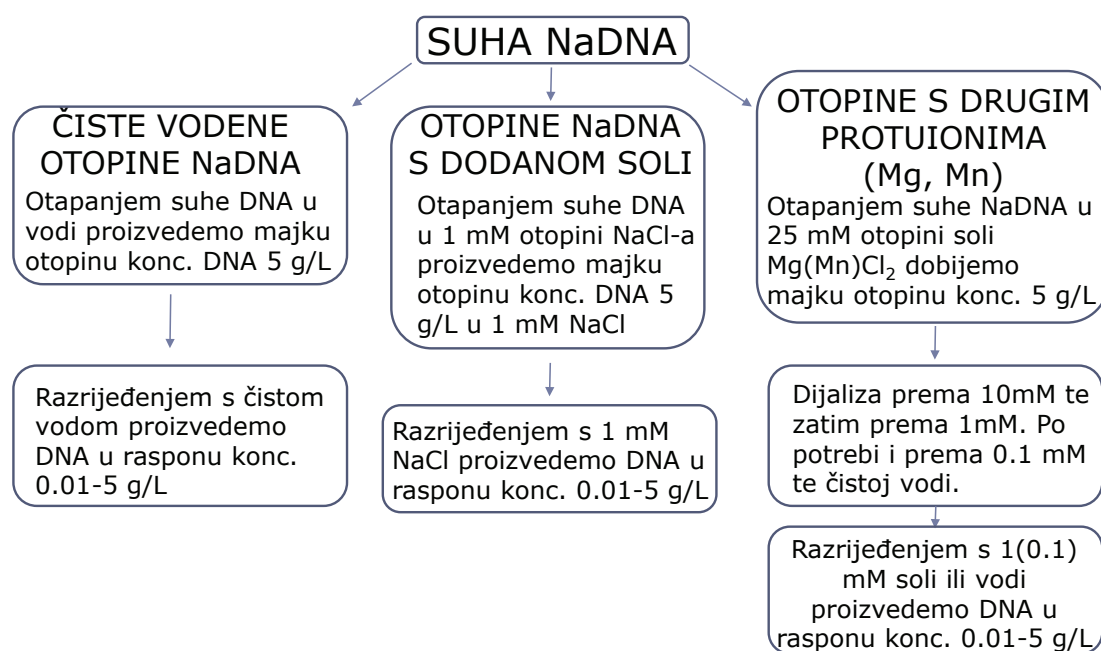 SUHA NaDNA
ČISTE VODENE
OTOPINE NaDNA
Otapanjem suhe DNA u
vodi proizvedemo majku
otopinu konc. DNA 5 g/L
Razrijeđenjem s čistom
vodom proizvedemo
DNA u rasponu konc.
0.01-5 g/L
OTOPINE NaDNA
S DODANOM SOLI
Otapanjem suhe DNA
u 1 mM otopini NaCl-a
proizvedemo majku
otopinu konc. DNA 5
g/L u 1 mM NaCl
Razrijeđenjem s 1 mM
NaCl proizvedemo DNA u
rasponu konc. 0.01-5 g/L
OTOPINE S DRUGIM
PROTUIONIMA
(Mg, Mn)
Otapanjem suhe NaDNA u
25 mM otopini soli
Mg(Mn)Cl₂ dobijemo
majku otopinu konc. 5 g/L
Dijaliza prema 10mM te
zatim prema 1mM. Po
potrebi i prema 0.1 mM
te čistoj vodi.
Razrijeđenjem s 1(0.1)
mM soli ili vodi
proizvedemo DNA u
rasponu konc. 0.01-5 g/L